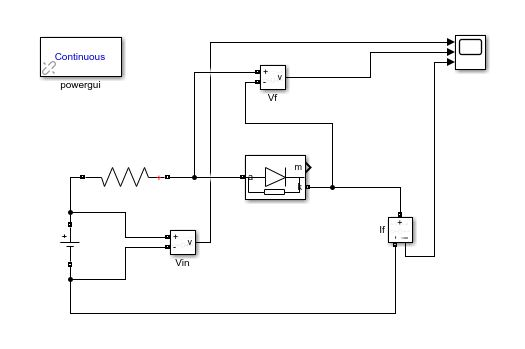 Continuous
powergui
+
-
v
Vf
m
a
k
+
-
v
Vin
+
If
+
-
i